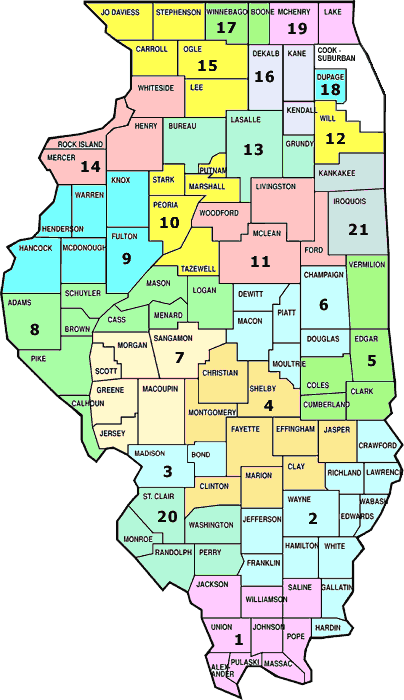 JO DAVIESS STEPHENSON WINNEBAGO BOONE MCHENRY LAKE
17 19
CARROLL OGLE DEKALB KANE COOK -
SUBURBAN
15 16
DUPAGE
18
WHITESIDE LEE
KENDALL
HENRY BUREAU LASALLE WILL
12
ROCK ISLAND
MERCER
14
13
GRUNDY
PUTNAM
KANKAKEE
KNOX STARK
MARSHALL LIVINGSTON
WARREN
PEORIA
10
WOODFORD
IROQUOIS
21
HENDERSON
HANCOCK MCDONOUGH FULTON
9
MCLEAN
11
FORD
TAZEWELL
CHAMPAIGN
6
VERMILION
MASON
LOGAN
DEWITT
SCHUYLER
ADAMS
8
PIATT
MACON
CASS MENARD
BROWN
SANGAMON
7
MORGAN
DOUGLAS EDGAR
5
PIKE
SCOTT
CHRISTIAN
MOULTRIE
COLES
GREENE MACOUPIN
SHELBY
4
CLARK
CALHOUN
CUMBERLAND
MONTGOMERY
JERSEY
FAYETTE EFFINGHAM JASPER
CRAWFORD
MADISON
3
BOND
CLAY
RICHLAND LAWRENCE
MARION
CLINTON
ST. CLAIR
20
WAYNE
2
WABASH
EDWARDS
WASHINGTON
JEFFERSON
MONROE
RANDOLPH PERRY
HAMILTON WHITE
FRANKLIN
JACKSON
WILLIAMSON
SALINE GALLATIN
UNION
1
JOHNSON
POPE
HARDIN
ALEX-
ANDER
PULASKI MASSAC